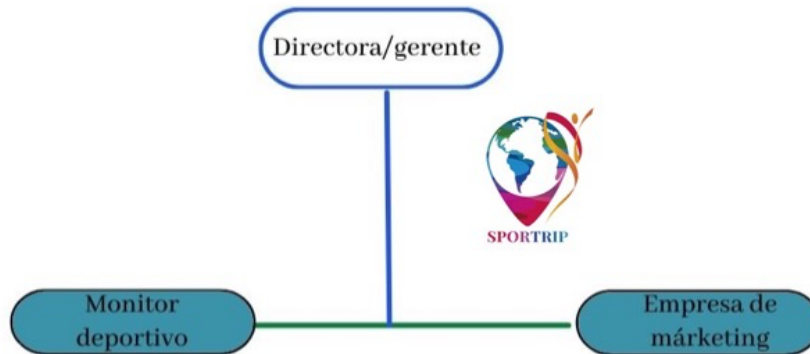 Directora/gerente
SPORTRIP
Monitor
deportivo
Empresa de
márketing